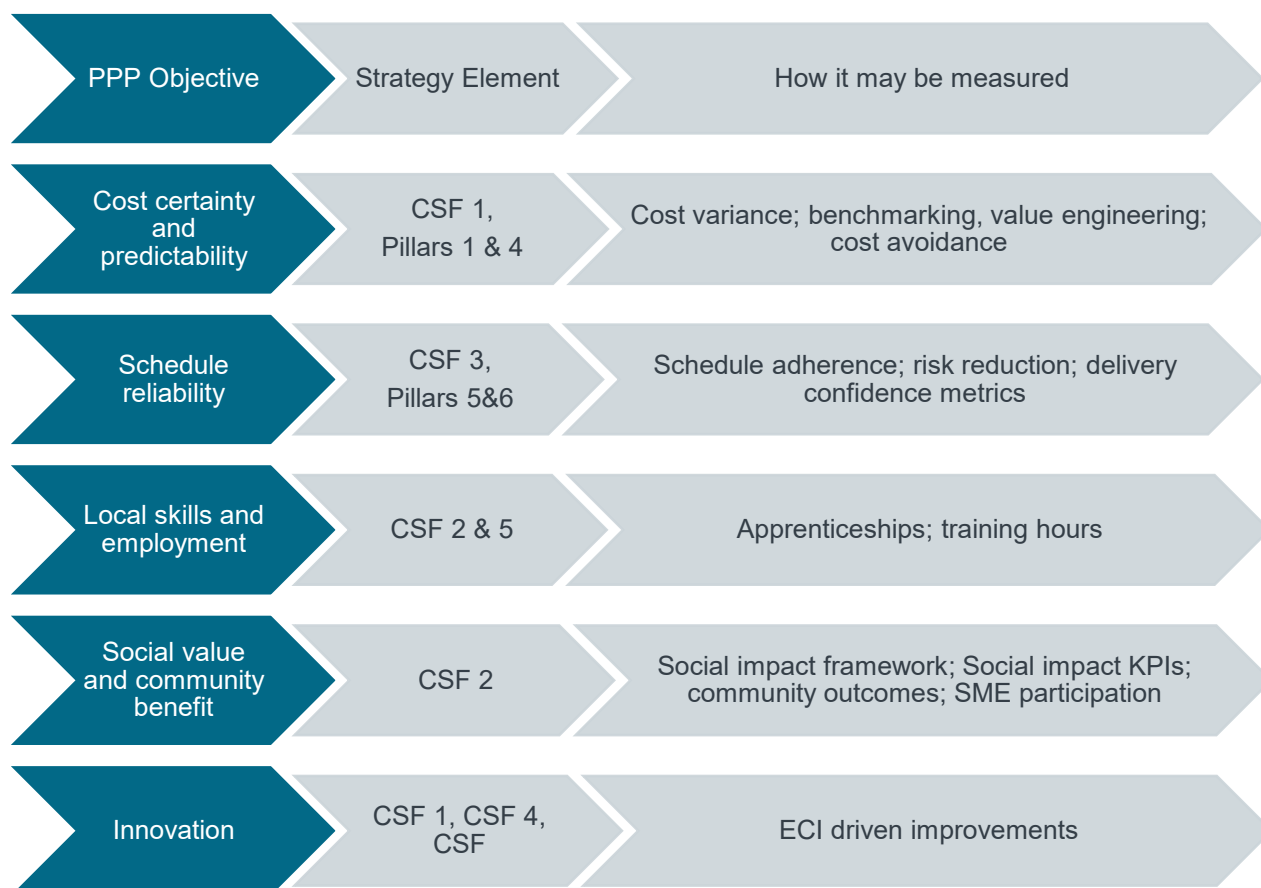 PPP Objective
Strategy Element
How it may be measured
Cost certainty
and
predictability
CSF 1,
Pillars 1 & 4
Cost variance; benchmarking, value engineering;
cost avoidance
Schedule
reliability
CSF 3,
Pillars 5&6
Schedule adherence; risk reduction; delivery
confidence metrics
Local skills and
employment
CSF 2 & 5
Apprenticeships; training hours
Social value
and community
benefit
CSF 2
Social impact framework; Social impact KPIs;
community outcomes; SME participation
Innovation
CSF 1, CSF 4,
CSF
ECI driven improvements